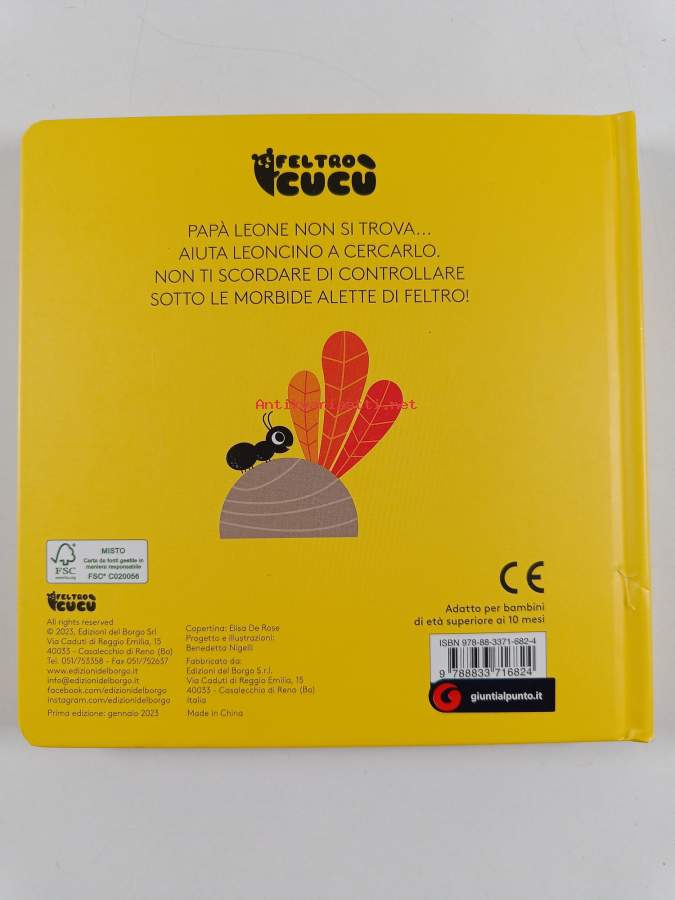 FELTRO
CUCÙ
PAPÀ LEONE NON SI TROVA...
AIUTA LEONCINO A CERCARLO.
NON TI SCORDARE DI CONTROLLARE
SOTTO LE MORBIDE ALETTE DI FELTRO!
Antikvariaatti.net
MISTO
Carta da fonti gestite in
maniera responsabile
FSC® C020056
FSC
FELTRO
CUCÙ
All rights reserved
© 2023, Edizioni del Borgo Srl
Via Caduti di Reggio Emilia, 15
40033 - Casalecchio di Reno (Bo)
Tel. 051/753358 - Fax 051/752637
www.edizionidelborgo.it
info@edizionidelborgo.it
facebook.com/edizionidelborgo
instagram.com/edizionidelborgo
Prima edizione: gennaio 2023
Copertina: Elisa De Rose
Progetto e illustrazioni:
Benedetta Nigelli
Fabbricato da:
Edizioni del Borgo S.r.l.
Via Caduti di Reggio Emilia, 15
40033 - Casalecchio di Reno (Bo)
Italia
Made in China
CE
Adatto per bambini
di età superiore ai 10 mesi
ISBN 978-88-3371-682-4
9 788833 716824
giuntialpunto.it